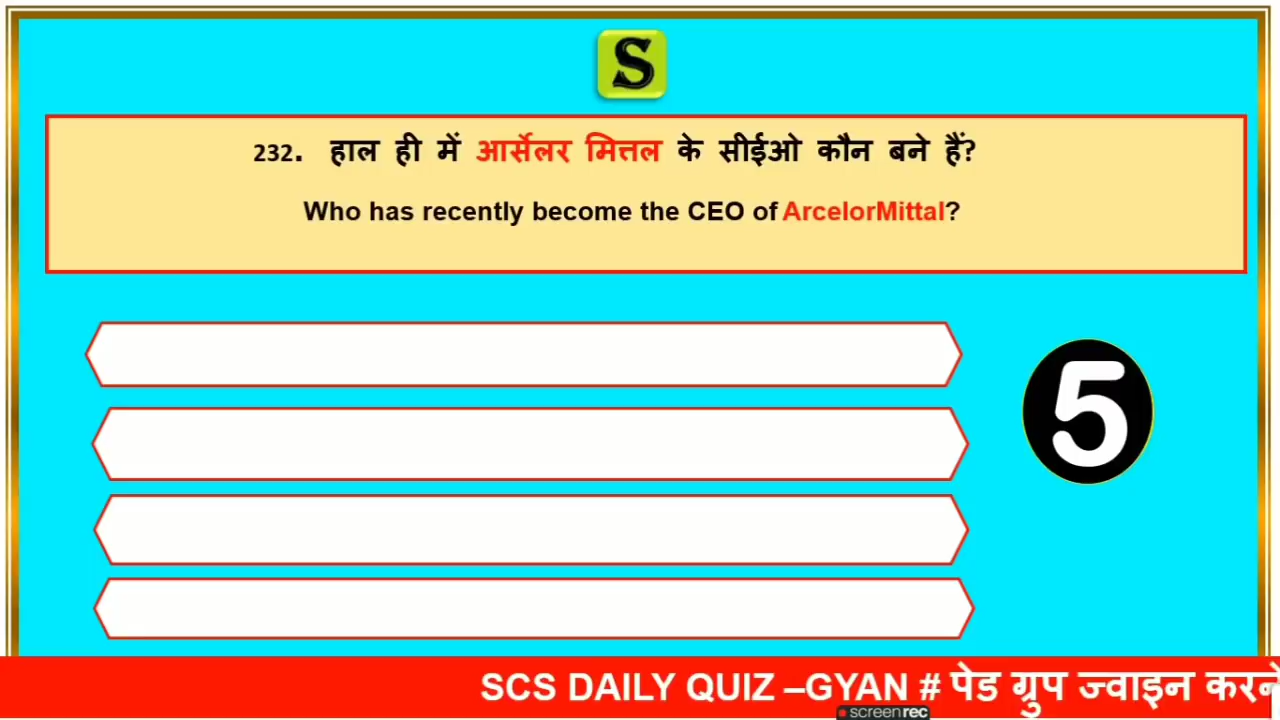 S
232. हाल ही में आर्सेलर मित्तल के सीईओ कौन बने हैं?
Who has recently become the CEO of ArcelorMittal?
5
SCS DAILY QUIZ –GYAN # पेड ग्रुप ज्वाइन करने
screenrec